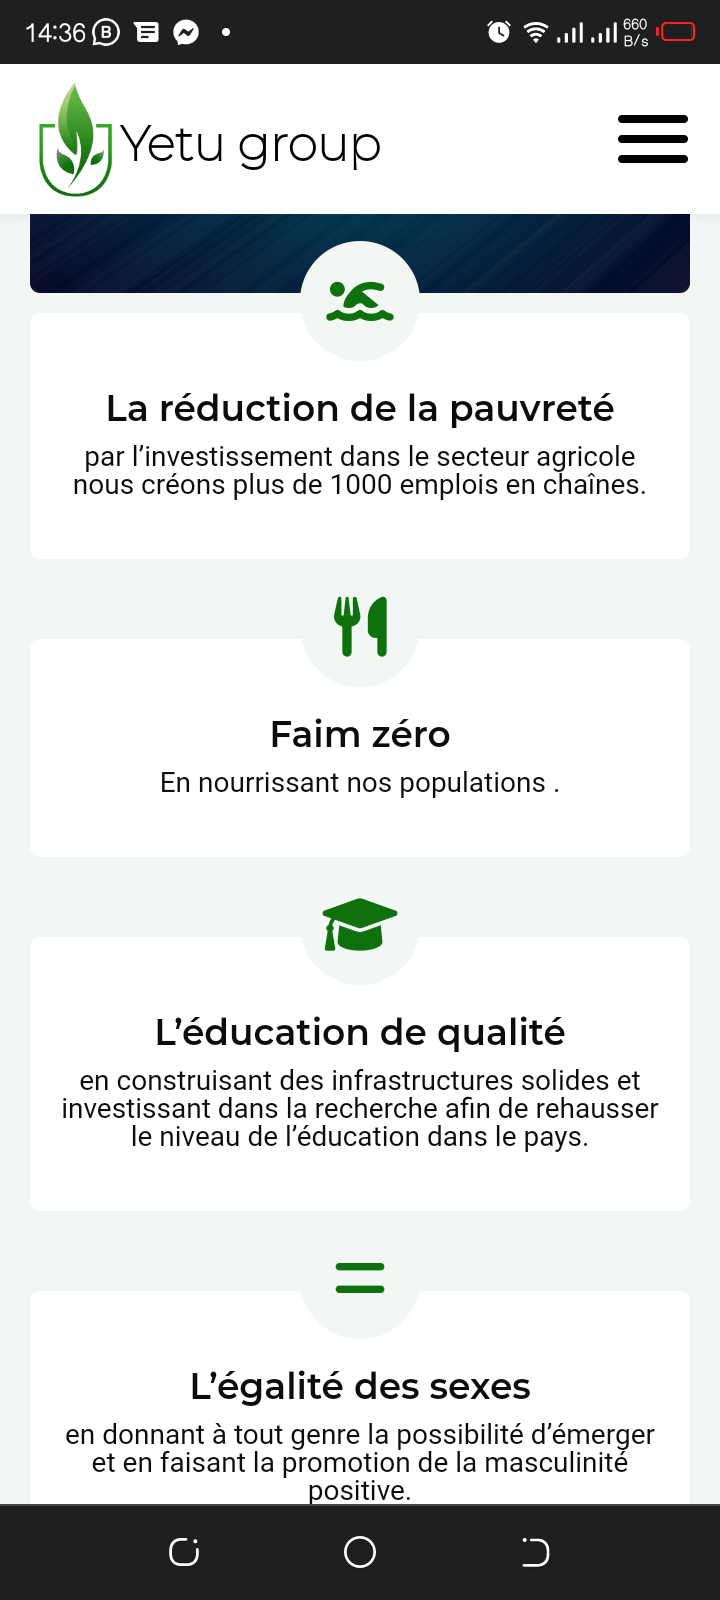 14:36
660
B/s
Yetu group
La réduction de la pauvreté
par l’investissement dans le secteur agricole
nous créons plus de 1000 emplois en chaînes.
Faim zéro
En nourrissant nos populations .
L’éducation de qualité
en construisant des infrastructures solides et
investissant dans la recherche afin de rehausser
le niveau de l’éducation dans le pays.
L’égalité des sexes
en donnant à tout genre la possibilité d’émerger
et en faisant la promotion de la masculinité
positive.